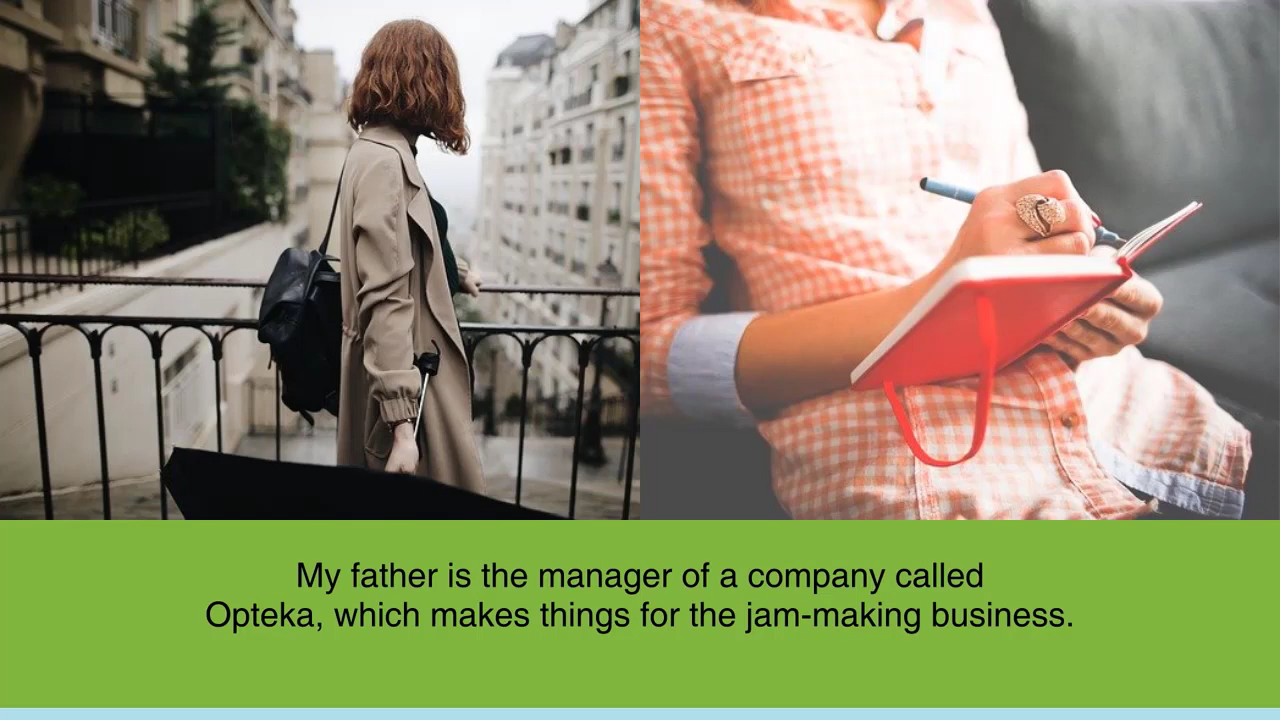 My father is the manager of a company called
Opteka, which makes things for the jam-making business.